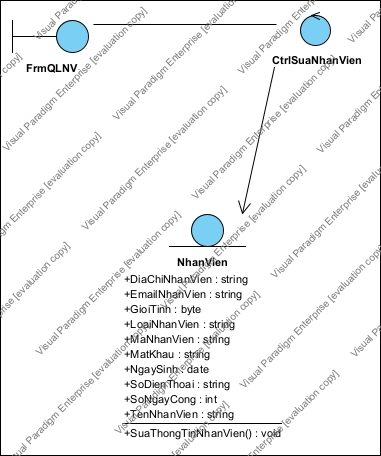 FrmQLNV
CtrlSuaNhanVien
NhanVien
+DiaChiNhanVien : string
+EmailNhanVien : string
+GioiTinh : byte
+LoaiNhanVien : string
+MaNhanVien : string
+MatKhau : string
+NgaySinh : date
+SoDienThoai : string
+SoNgayCong : int
+TenNhanVien : string
+SuaThongTinNhanVien() : void
Visual Paradigm Enterprise [evaluation copy]